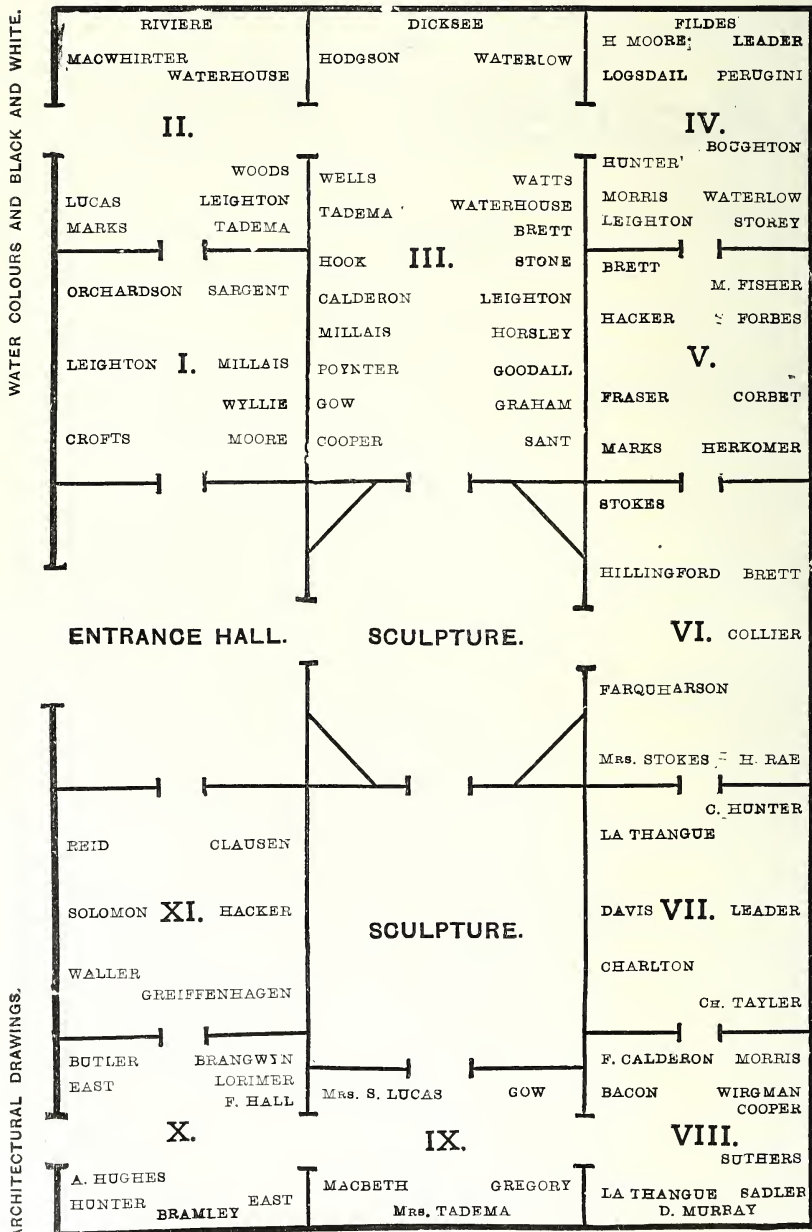 WATER COLOURS AND BLACK AND WHITE.
RIVIERE
MACWHIRTER
WATERHOUSE
II.
WOODS
LUCAS LEIGHTON
MARKS TADEMA
DICKSEE
HODGSON WATERLOW
FILDES
H MOORE LEADER
LOGSDAIL PERUGINI
IV.
BOUGHTON
HUNTER
MORRIS WATERLOW
LEIGHTON STOREY
WELLS WATTS
TADEMA WATERHOUSE
BRETT
HOOK III. STONE
CALDERON LEIGHTON
MILLAIS HORSLEY
POYNTER GOODALL
GOW GRAHAM
COOPER SANT
ORCHARDSON SARGENT
LEIGHTON I. MILLAIS
WYLLIE
CROFTS MOORE
BRETT
M. FISHER
HACKER FORBES
V.
FRASER CORBET
MARKS HERKOMER
ENTRANCE HALL.
SCULPTURE.
STOKES
HILLINGFORD BRETT
VI. COLLIER
FARQUHARSON
MRS. STOKES H. RAE
ARCHITECTURAL DRAWINGS.
REID CLAUSEN
SOLOMON XI. HACKER
WALLER
GREIFFENHAGEN
SCULPTURE.
C. HUNTER
LA THANGUE
DAVIS VII. LEADER
CHARLTON
CH. TAYLER
BUTLER BRANGWYN
EAST LORIMER
F. HALL
X.
A. HUGHES
HUNTER BRAMLEY EAST
MRS. S. LUCAS GOW
IX.
MACBETH GREGORY
MRS. TADEMA
F. CALDERON MORRIS
BACON WIRGMAN
COOPER
VIII.
SUTHERS
LA THANGUE SADLER
D. MURRAY